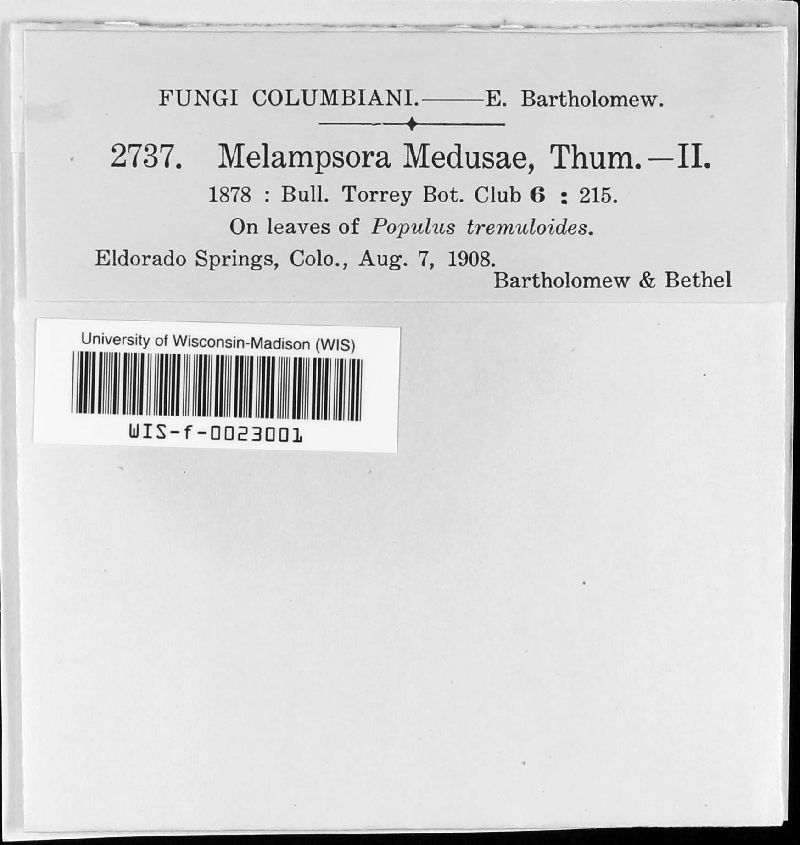 FUNGI COLUMBIANI.——E. Bartholomew.
2737. Melampsora Medusae, Thum.—II.
1878 : Bull. Torrey Bot. Club 6 : 215.
On leaves of Populus tremuloides.
Eldorado Springs, Colo., Aug. 7, 1908.
Bartholomew & Bethel
University of Wisconsin-Madison (WIS)
WIS-f-0023001